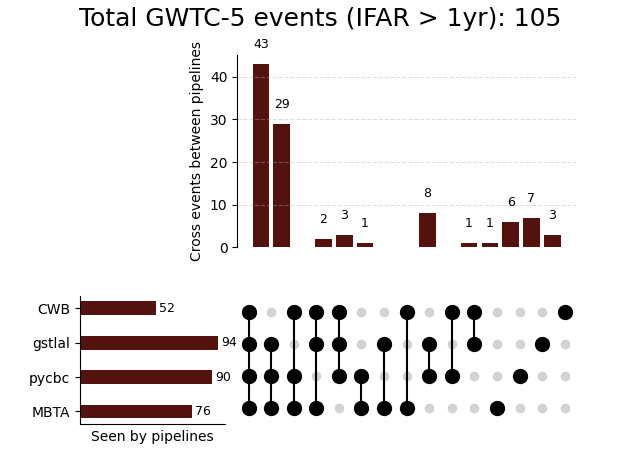 Total GWTC-5 events (IFAR > 1yr): 105
Cross events between pipelines
40
30
20
10
0
43
29
2
3
1
8
1
1
6
7
3
CWB
52
gstlal
94
pycbc
90
MBTA
76
Seen by pipelines